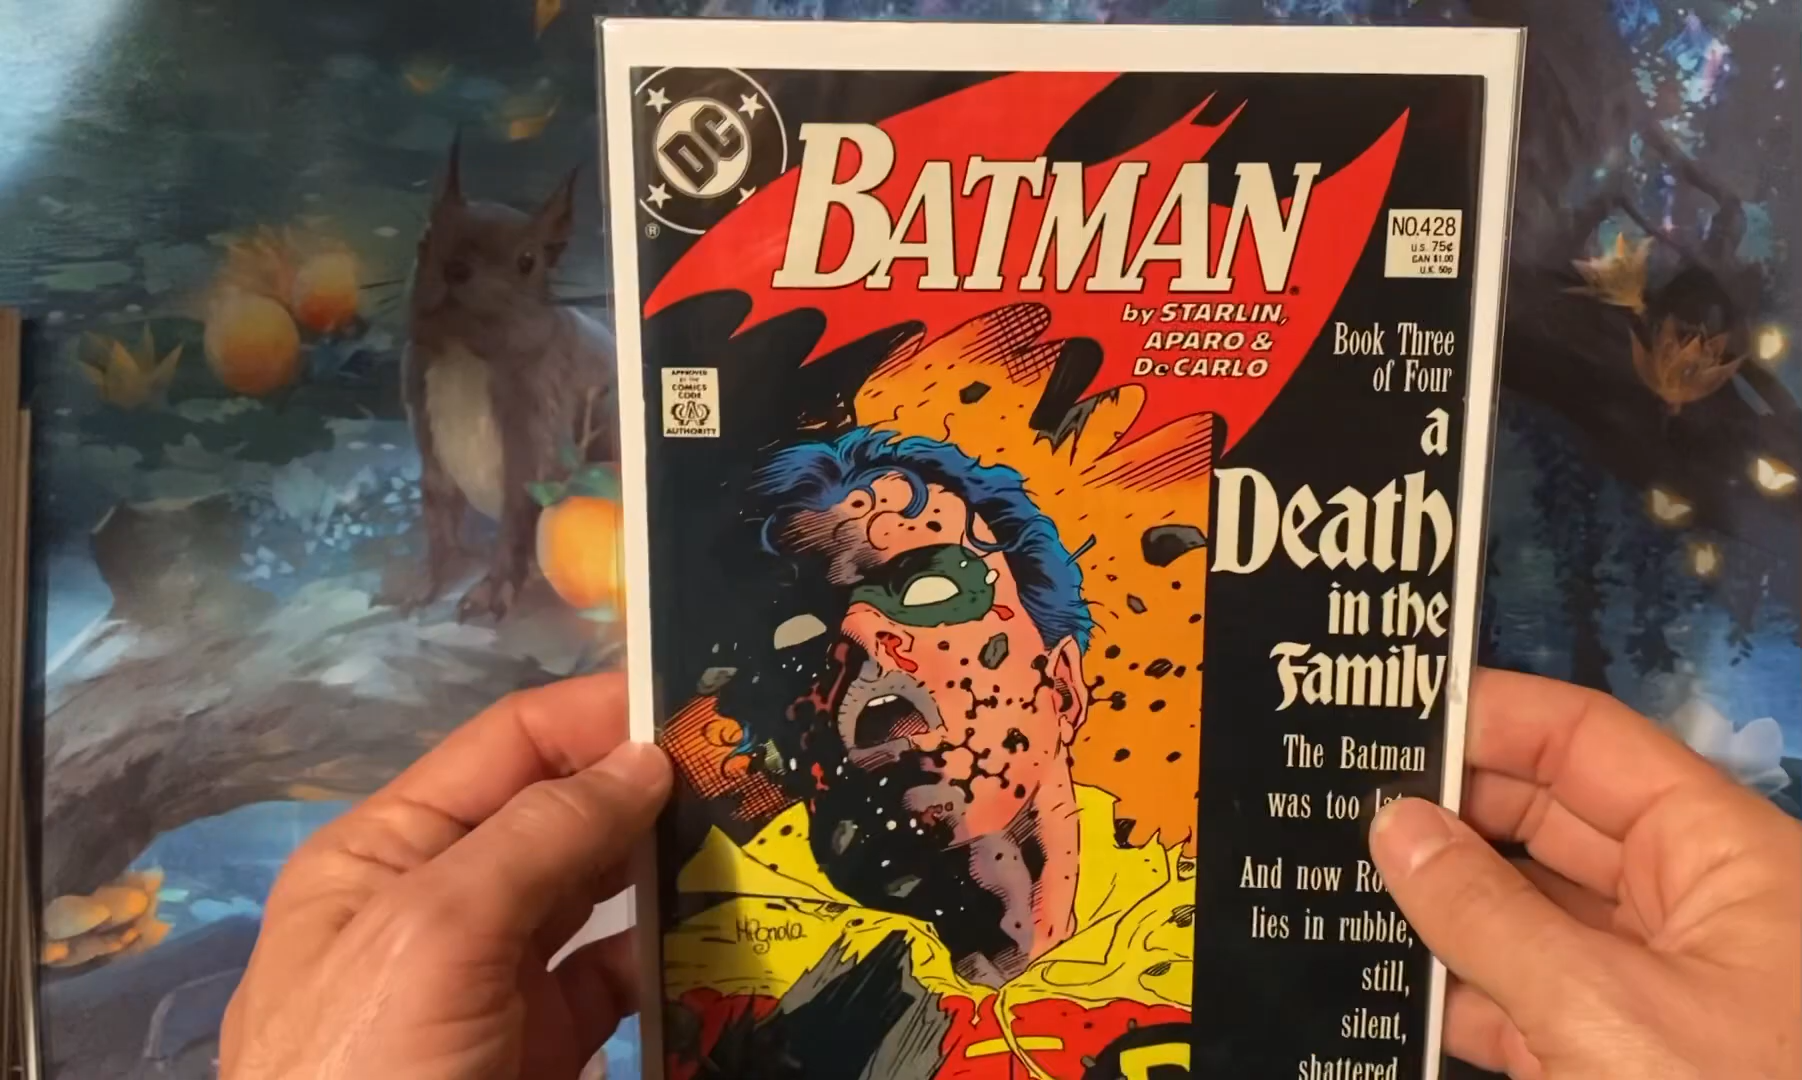 DC
®
BATMAN
NO.428
U.S. 75¢
CAN $1.00
U.K. 50p
by STARLIN,
APARO &
DeCARLO
Book Three
of Four
a
Death
in the
Family
APPROVED
BY THE
COMICS
CODE
CA
AUTHORITY
The Batman
was too
And now
lies in rubble,
still,
silent,
shattered
Mignola